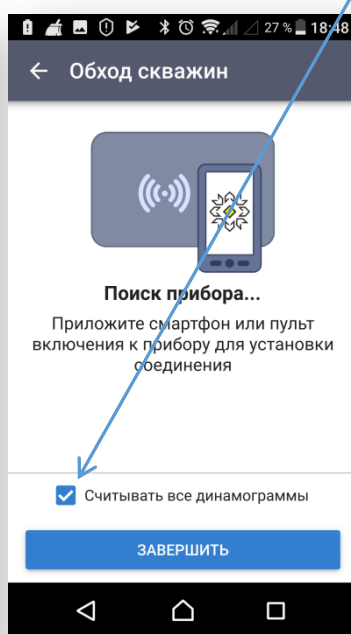 27 % 18:48
Обход скважин
Поиск прибора...
Приложите смартфон или пульт
включения к прибору для установки
соединения
Считывать все динамограммы
ЗАВЕРШИТЬ